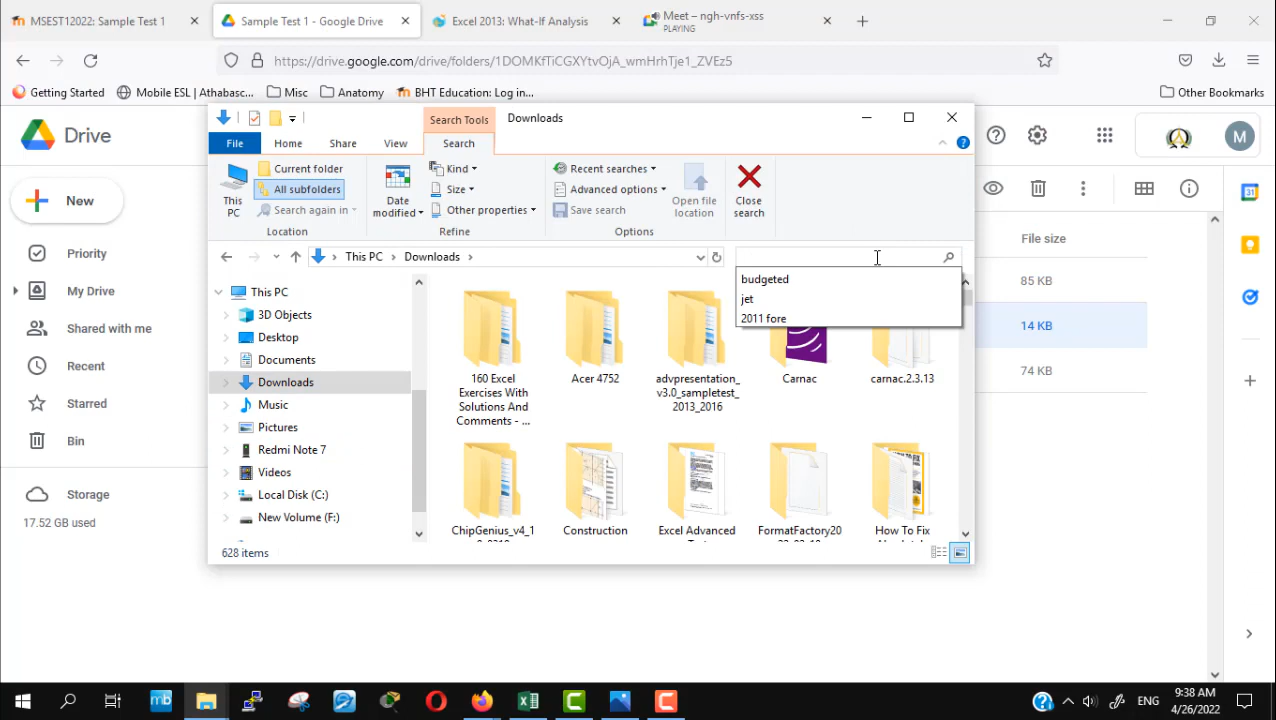 MSEST12022: Sample Test 1
Sample Test 1 - Google Drive
Excel 2013: What-If Analysis
Meet – ngh-vnfs-xss
PLAYING
https://drive.google.com/drive/folders/1DOMKfTiCGXYtvOjA_wmHrhTje1_ZVEz5
Getting Started
Mobile ESL | Athabasc...
Misc
Anatomy
BHT Education: Log in...
Other Bookmarks
Search Tools
Downloads
File
Home
Share
View
Search
Drive
M
This PC
Current folder
All subfolders
Search again in
Location
Date modified
Kind
Size
Other properties
Refine
Recent searches
Advanced options
Save search
Open file location
Options
Close search
New
Priority
My Drive
Shared with me
Recent
Starred
Bin
Storage
17.52 GB used
This PC
Downloads
budgeted
jet
2011 fore
This PC
3D Objects
Desktop
Documents
Downloads
Music
Pictures
Redmi Note 7
Videos
Local Disk (C:)
New Volume (F:)
160 Excel
Exercises With
Solutions And
Comments - ...
Acer 4752
advpresentation_
v3.0_sampletest_
2013_2016
Carnac
carnac.2.3.13
ChipGenius_v4_1
Construction
Excel Advanced
FormatFactory20
How To Fix
628 items
File size
85 KB
14 KB
74 KB
31
mb
ENG
9:38 AM
4/26/2022